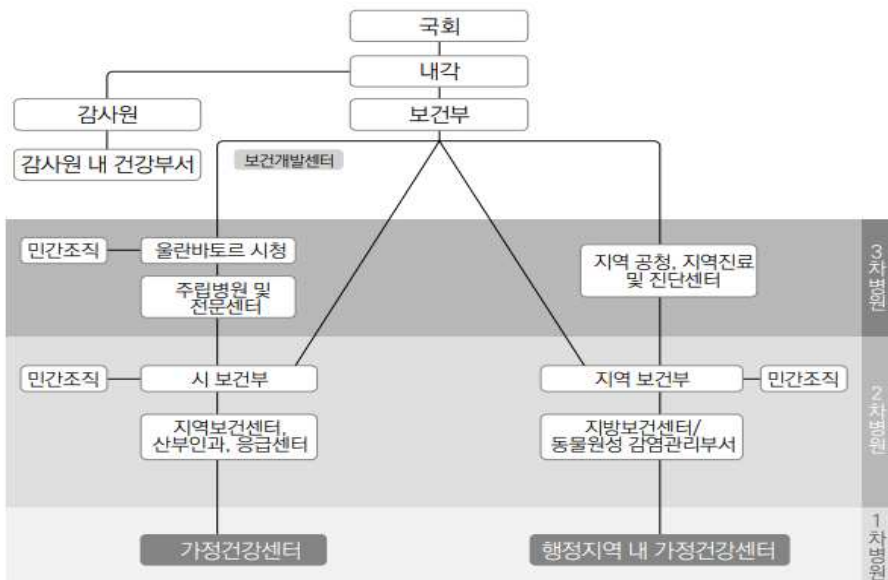 국회
내각
감사원
보건부
감사원 내 건강부서
보건개발센터
민간조직
울란바토르 시청
주립병원 및
전문센터
지역 공청, 지역진료
및 진단센터
3차병원
민간조직
시 보건부
지역 보건부
민간조직
지역보건센터,
산부인과, 응급센터
지방보건센터/
동물원성 감염관리부서
2차병원
가정건강센터
행정지역 내 가정건강센터
1차병원